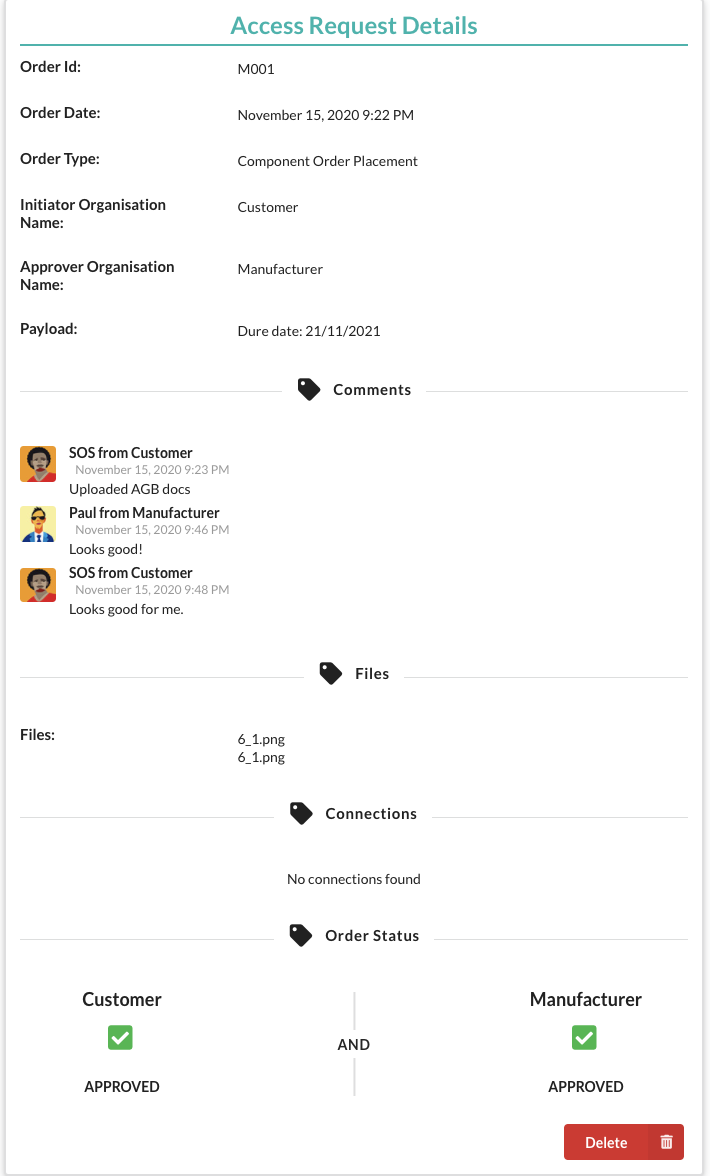 Access Request Details
Order Id:
M001
Order Date:
November 15, 2020 9:22 PM
Order Type:
Component Order Placement
Initiator Organisation
Name:
Customer
Approver Organisation
Name:
Manufacturer
Payload:
Dure date: 21/11/2021
Comments
SOS from Customer
November 15, 2020 9:23 PM
Uploaded AGB docs
Paul from Manufacturer
November 15, 2020 9:46 PM
Looks good!
SOS from Customer
November 15, 2020 9:48 PM
Looks good for me.
Files
Files:
6_1.png
6_1.png
Connections
No connections found
Order Status
Customer
APPROVED
AND
Manufacturer
APPROVED
Delete